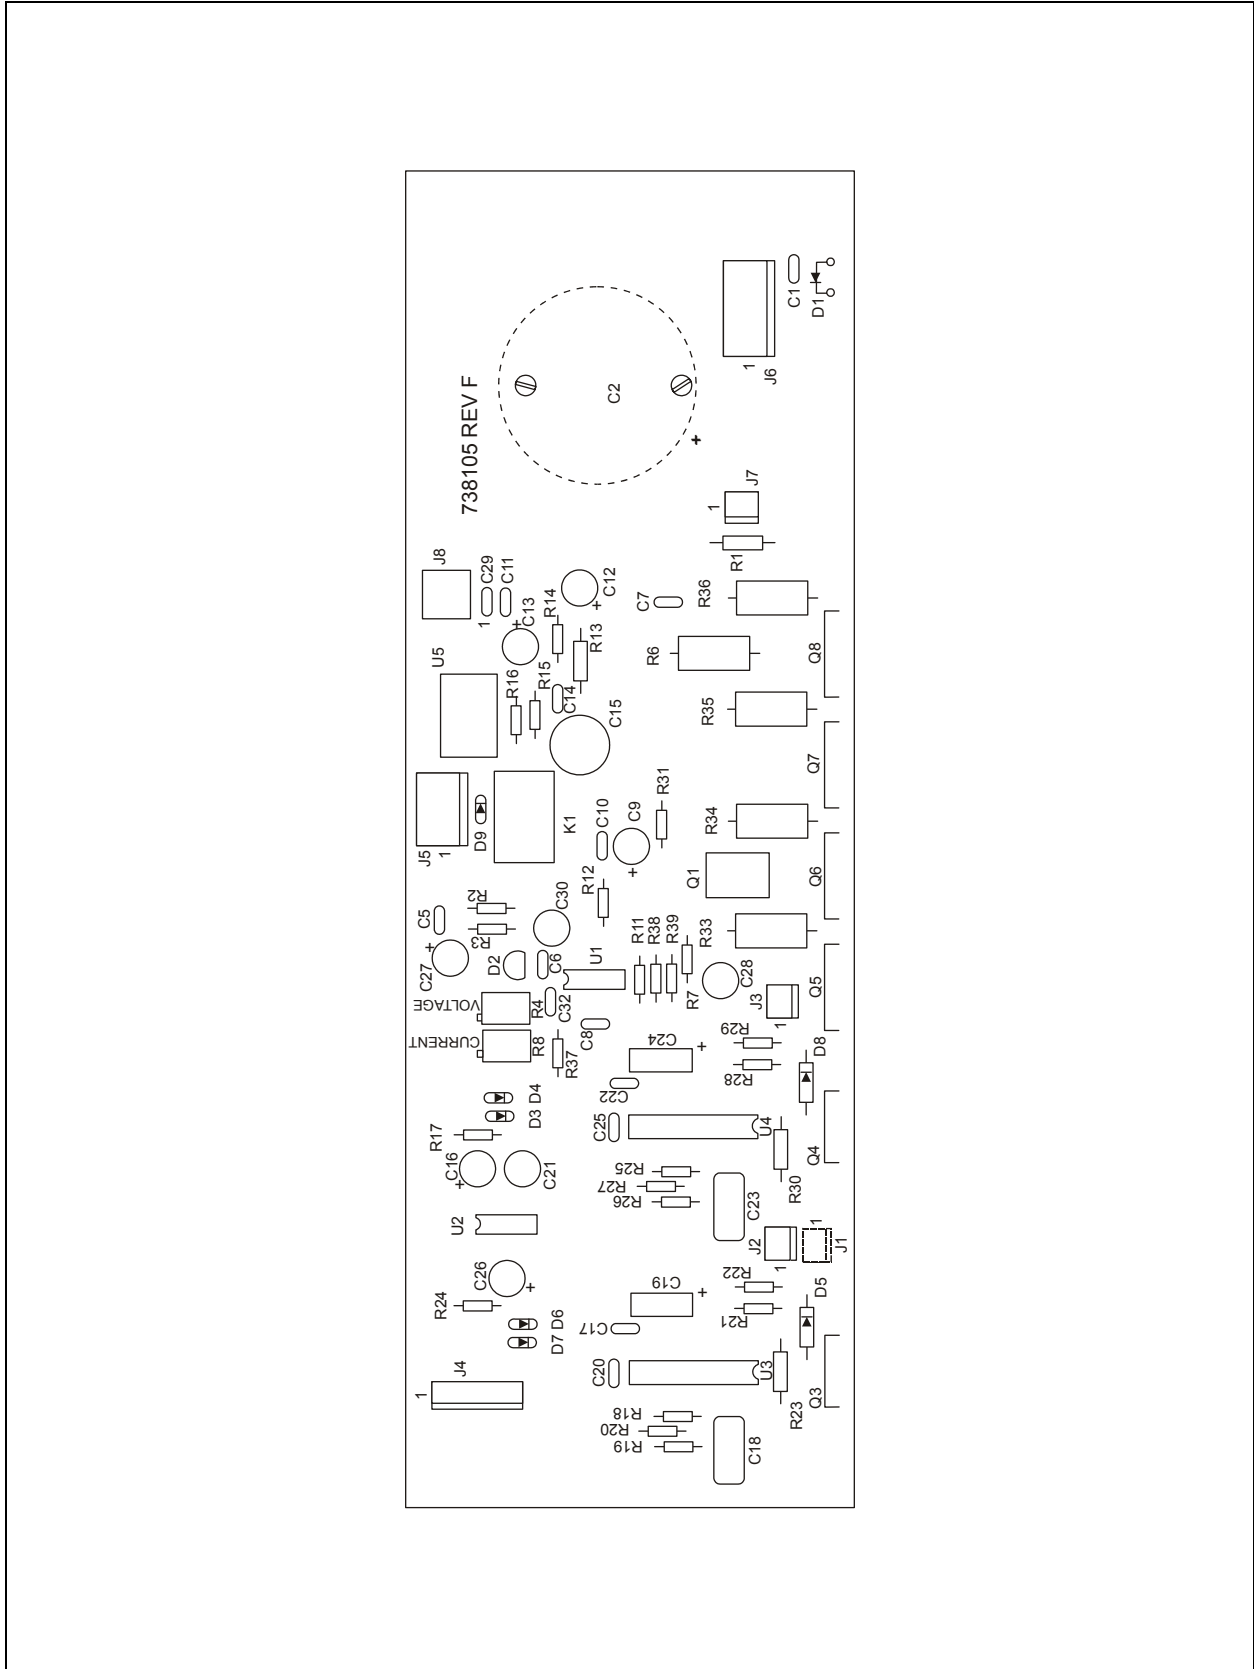 738105 REV F
C2
C1
D1
1
J6
+
J7
1
R1
J8
C29
C11
1
+
C13
R14
C12
+
R13
C7
R36
U5
R16
R15
C14
C15
R6
Q8
R35
Q7
J5
1
D9
K1
C10
C9
+
R31
R34
Q1
Q6
R12
C5
R2
R3
C30
+
C27
D2
C6
U1
R11
R38
R39
R7
R33
C28
J3
1
Q5
VOLTAGE
R4
C32
CURRENT
R8
R37
C8
C24
+
C22
R29
R28
D8
D4
D3
R17
C16
+
C21
C25
U4
R25
R27
R26
R30
Q4
C23
U2
J2
1
1
J1
C26
+
R24
C19
+
R22
R21
D5
D6
D7
C17
J4
1
C20
U3
R18
R20
R19
R23
Q3
C18